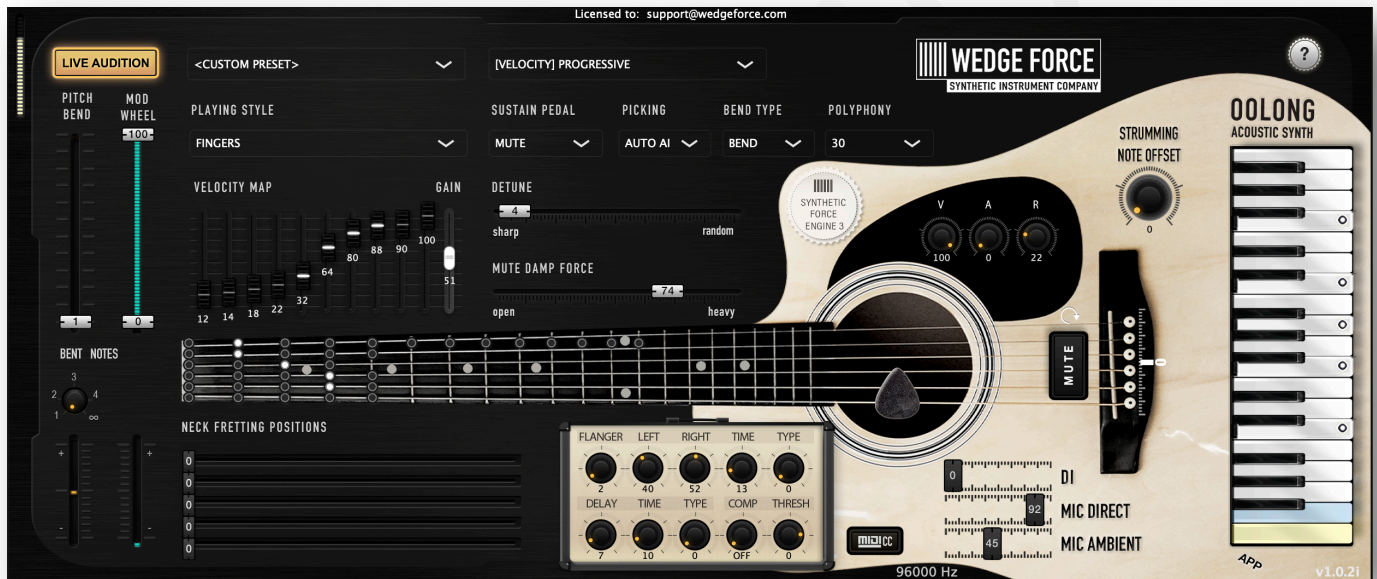 Licensed to: support@wedgeforce.com
LIVE AUDITION
<CUSTOM PRESET>
[VELOCITY] PROGRESSIVE
WEDGE FORCE
SYNTHETIC INSTRUMENT COMPANY
?
PITCH BEND
MOD WHEEL
100
1
0
PLAYING STYLE
FINGERS
SUSTAIN PEDAL
MUTE
PICKING
AUTO AI
BEND TYPE
BEND
POLYPHONY
30
VELOCITY MAP
12 14 18 22 32 64 80 88 90 100
GAIN
51
DETUNE
4
sharp random
MUTE DAMP FORCE
74
open heavy
SYNTHETIC
FORCE
ENGINE 3
V A R
100 0 22
STRUMMING
NOTE OFFSET
0
OOLONG
ACOUSTIC SYNTH
BENT NOTES
1 2 3 4 ∞
+ -
+ -
NECK FRETTING POSITIONS
0
0
0
0
0
MUTE
0
FLANGER LEFT RIGHT TIME TYPE
2 40 52 13 0
DELAY TIME TYPE COMP THRESH
7 10 0 OFF 0
MIDI CC
0 DI
92 MIC DIRECT
45 MIC AMBIENT
96000 Hz
APP
v1.0.2i